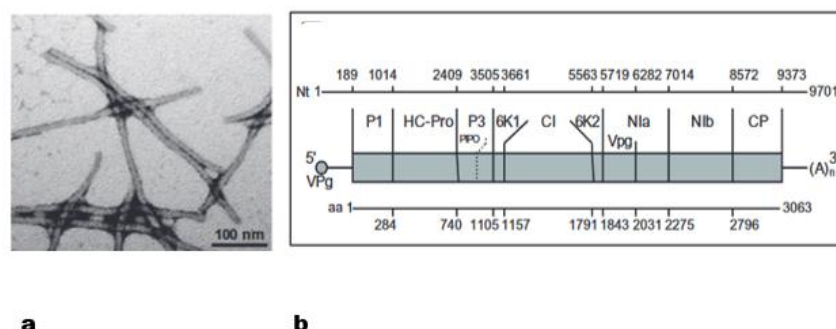 189 1014 2409 3505 3661 5563 5719 6282 7014 8572 9373
Nt 1 9701
P1 HC-Pro P3 6K1 CI 6K2 NIa NIb CP
PIPO Vpg
5' 3'
VPg (A)n
aa 1 3063
284 740 1105 1157 1791 1843 2031 2275 2796
100 nm
a b